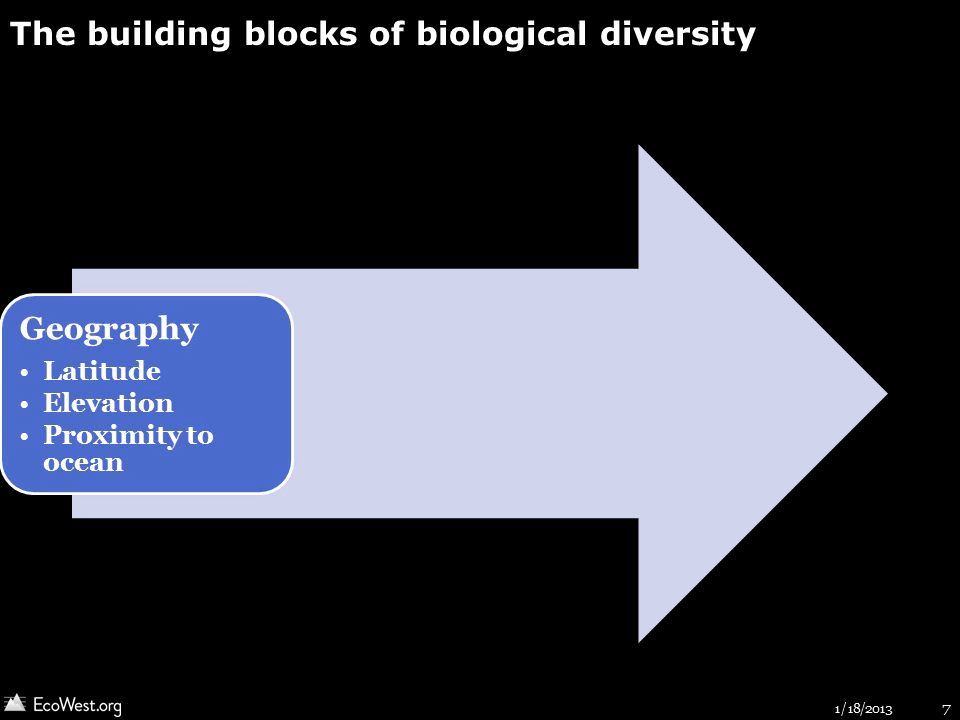 The building blocks of biological diversity
Geography
• Latitude
• Elevation
• Proximity to
ocean
EcoWest.org
1/18/2013
7